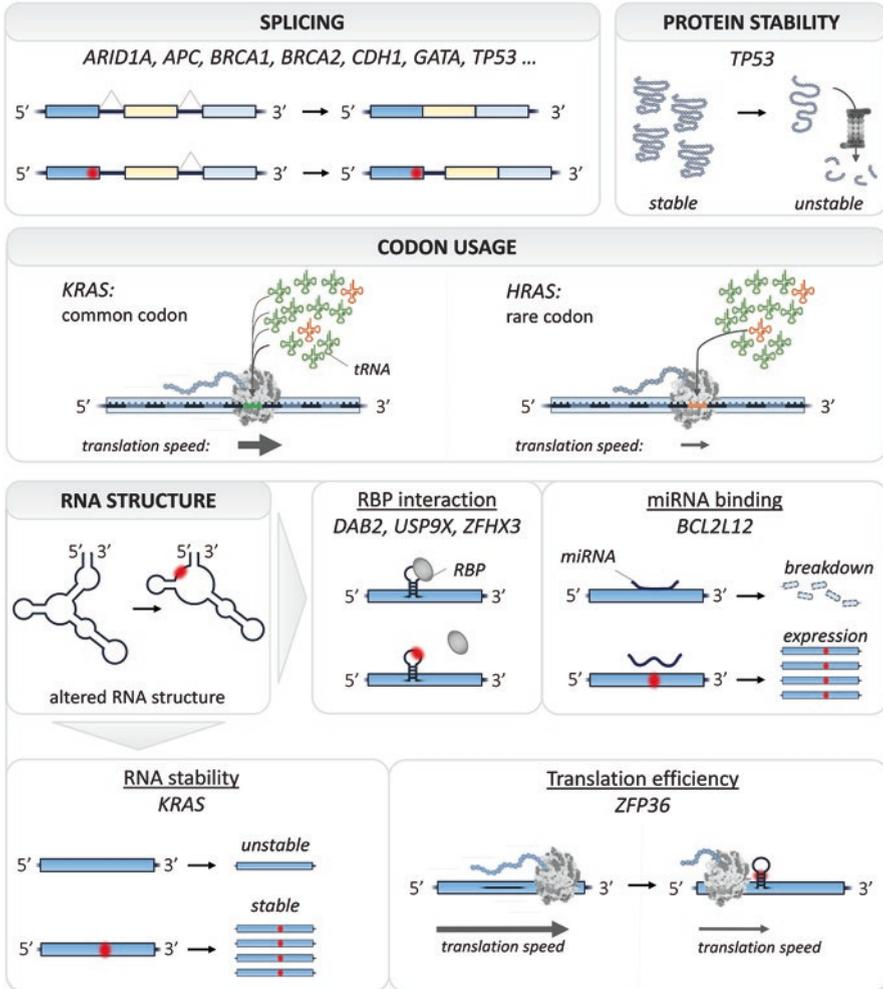 SPLICING
ARID1A, APC, BRCA1, BRCA2, CDH1, GATA, TP53 ...
5′ 3′ 5′ 3′
5′ 3′ 5′ 3′
PROTEIN STABILITY
TP53
stable unstable
CODON USAGE
KRAS:
common codon
tRNA
5′ 3′
translation speed:
HRAS:
rare codon
5′ 3′
translation speed:
RNA STRUCTURE
5′ 3′ 5′ 3′
altered RNA structure
RBP interaction
DAB2, USP9X, ZFHX3
RBP
5′ 3′
5′ 3′
miRNA binding
BCL2L12
miRNA
breakdown
5′ 3′
expression
5′ 3′
RNA stability
KRAS
unstable
5′ 3′
stable
5′ 3′
Translation efficiency
ZFP36
5′ 3′ 5′ 3′
translation speed translation speed